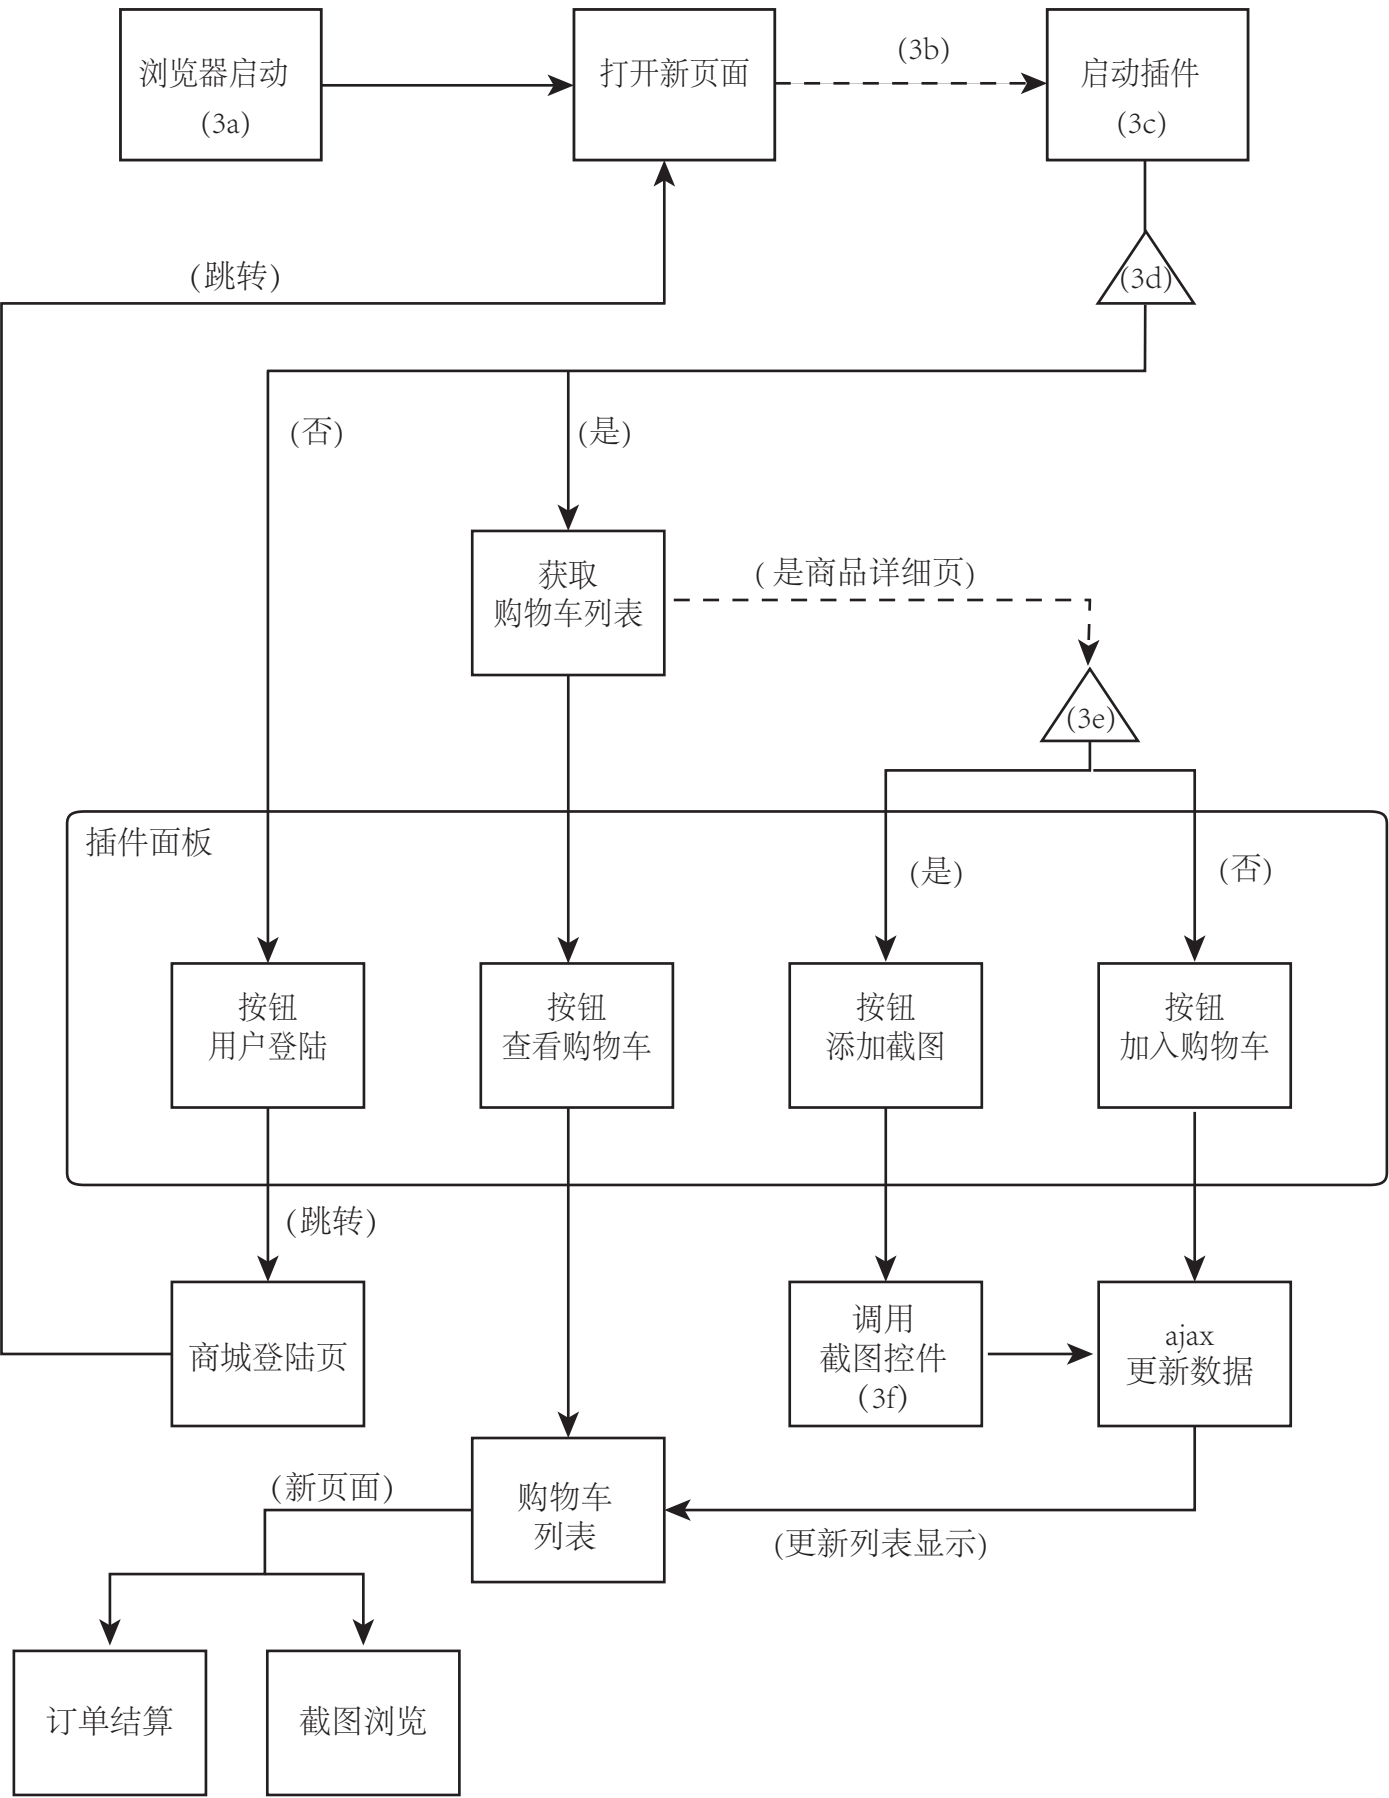 浏览器启动
(3a)
打开新页面
(3b)
启动插件
(3c)
(跳转)
(3d)
(否)
(是)
获取
购物车列表
(是商品详细页)
(3e)
插件面板
(是)
(否)
按钮
用户登陆
按钮
查看购物车
按钮
添加截图
按钮
加入购物车
(跳转)
商城登陆页
调用
截图控件
(3f)
ajax
更新数据
(新页面)
购物车
列表
(更新列表显示)
订单结算
截图浏览